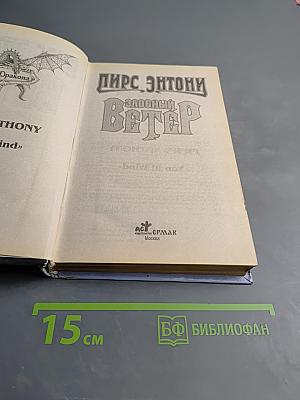 Дракона
THONY
ind»
ПИРС ЭНТОНИ
ЗЛОБНЫЙ
ВЕТЕР
АСТ
ЕРМАК
Москва
15 см
БФ БИБЛИОФАН